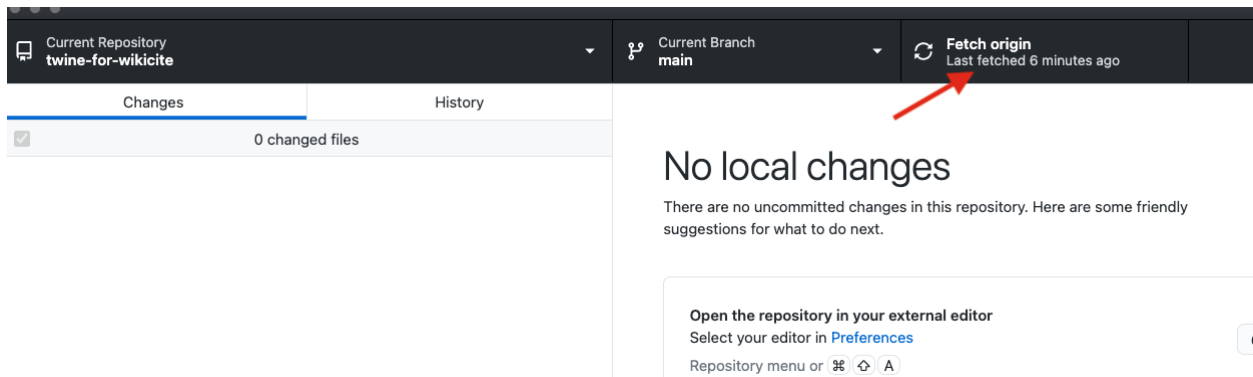 Current Repository
twine-for-wikicite
Current Branch
main
Fetch origin
Last fetched 6 minutes ago
Changes
History
0 changed files
No local changes
There are no uncommitted changes in this repository. Here are some friendly
suggestions for what to do next.
Open the repository in your external editor
Select your editor in Preferences
Repository menu or ⌘ ⇧ A